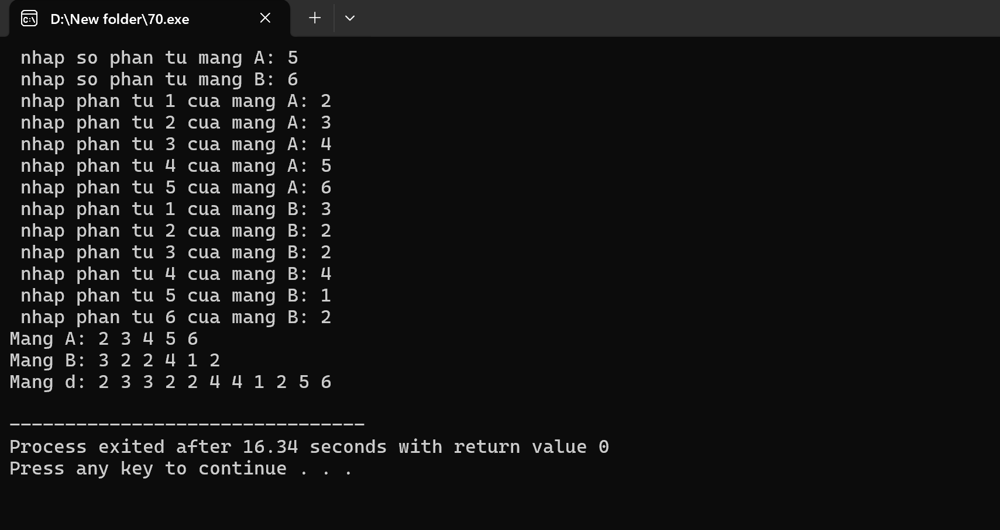 D:\New folder\70.exe
nhap so phan tu mang A: 5
nhap so phan tu mang B: 6
nhap phan tu 1 cua mang A: 2
nhap phan tu 2 cua mang A: 3
nhap phan tu 3 cua mang A: 4
nhap phan tu 4 cua mang A: 5
nhap phan tu 5 cua mang A: 6
nhap phan tu 1 cua mang B: 3
nhap phan tu 2 cua mang B: 2
nhap phan tu 3 cua mang B: 2
nhap phan tu 4 cua mang B: 4
nhap phan tu 5 cua mang B: 1
nhap phan tu 6 cua mang B: 2
Mang A: 2 3 4 5 6
Mang B: 3 2 2 4 1 2
Mang d: 2 3 3 2 2 4 4 1 2 5 6
--------------------------------
Process exited after 16.34 seconds with return value 0
Press any key to continue . . .